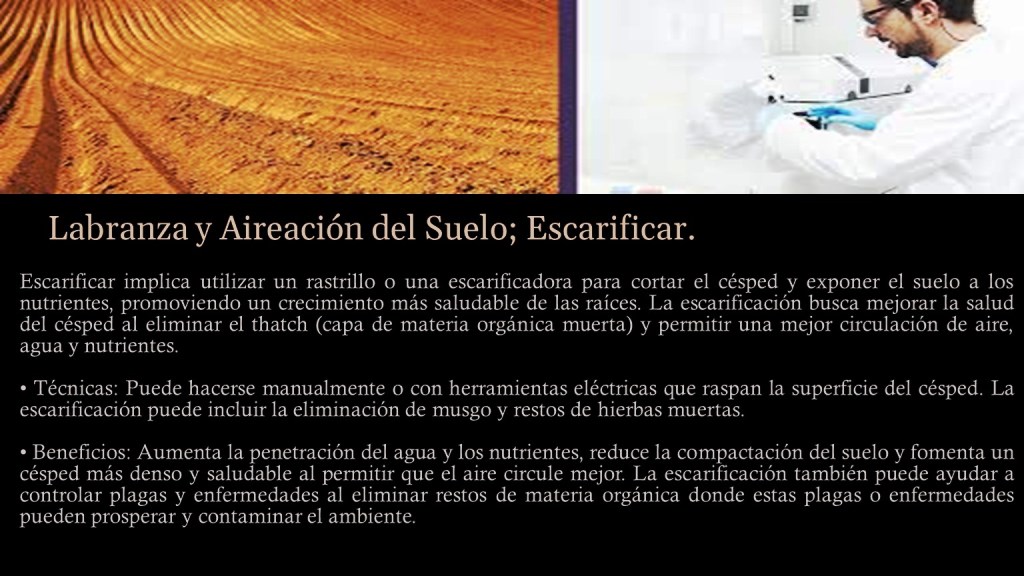 Labranza y Aireación del Suelo; Escarificar.
Escarificar implica utilizar un rastrillo o una escarificadora para cortar el césped y exponer el suelo a los
nutrientes, promoviendo un crecimiento más saludable de las raíces. La escarificación busca mejorar la salud
del césped al eliminar el thatch (capa de materia orgánica muerta) y permitir una mejor circulación de aire,
agua y nutrientes.
• Técnicas: Puede hacerse manualmente o con herramientas eléctricas que raspan la superficie del césped. La
escarificación puede incluir la eliminación de musgo y restos de hierbas muertas.
• Beneficios: Aumenta la penetración del agua y los nutrientes, reduce la compactación del suelo y fomenta un
césped más denso y saludable al permitir que el aire circule mejor. La escarificación también puede ayudar a
controlar plagas y enfermedades al eliminar restos de materia orgánica donde estas plagas o enfermedades
pueden prosperar y contaminar el ambiente.